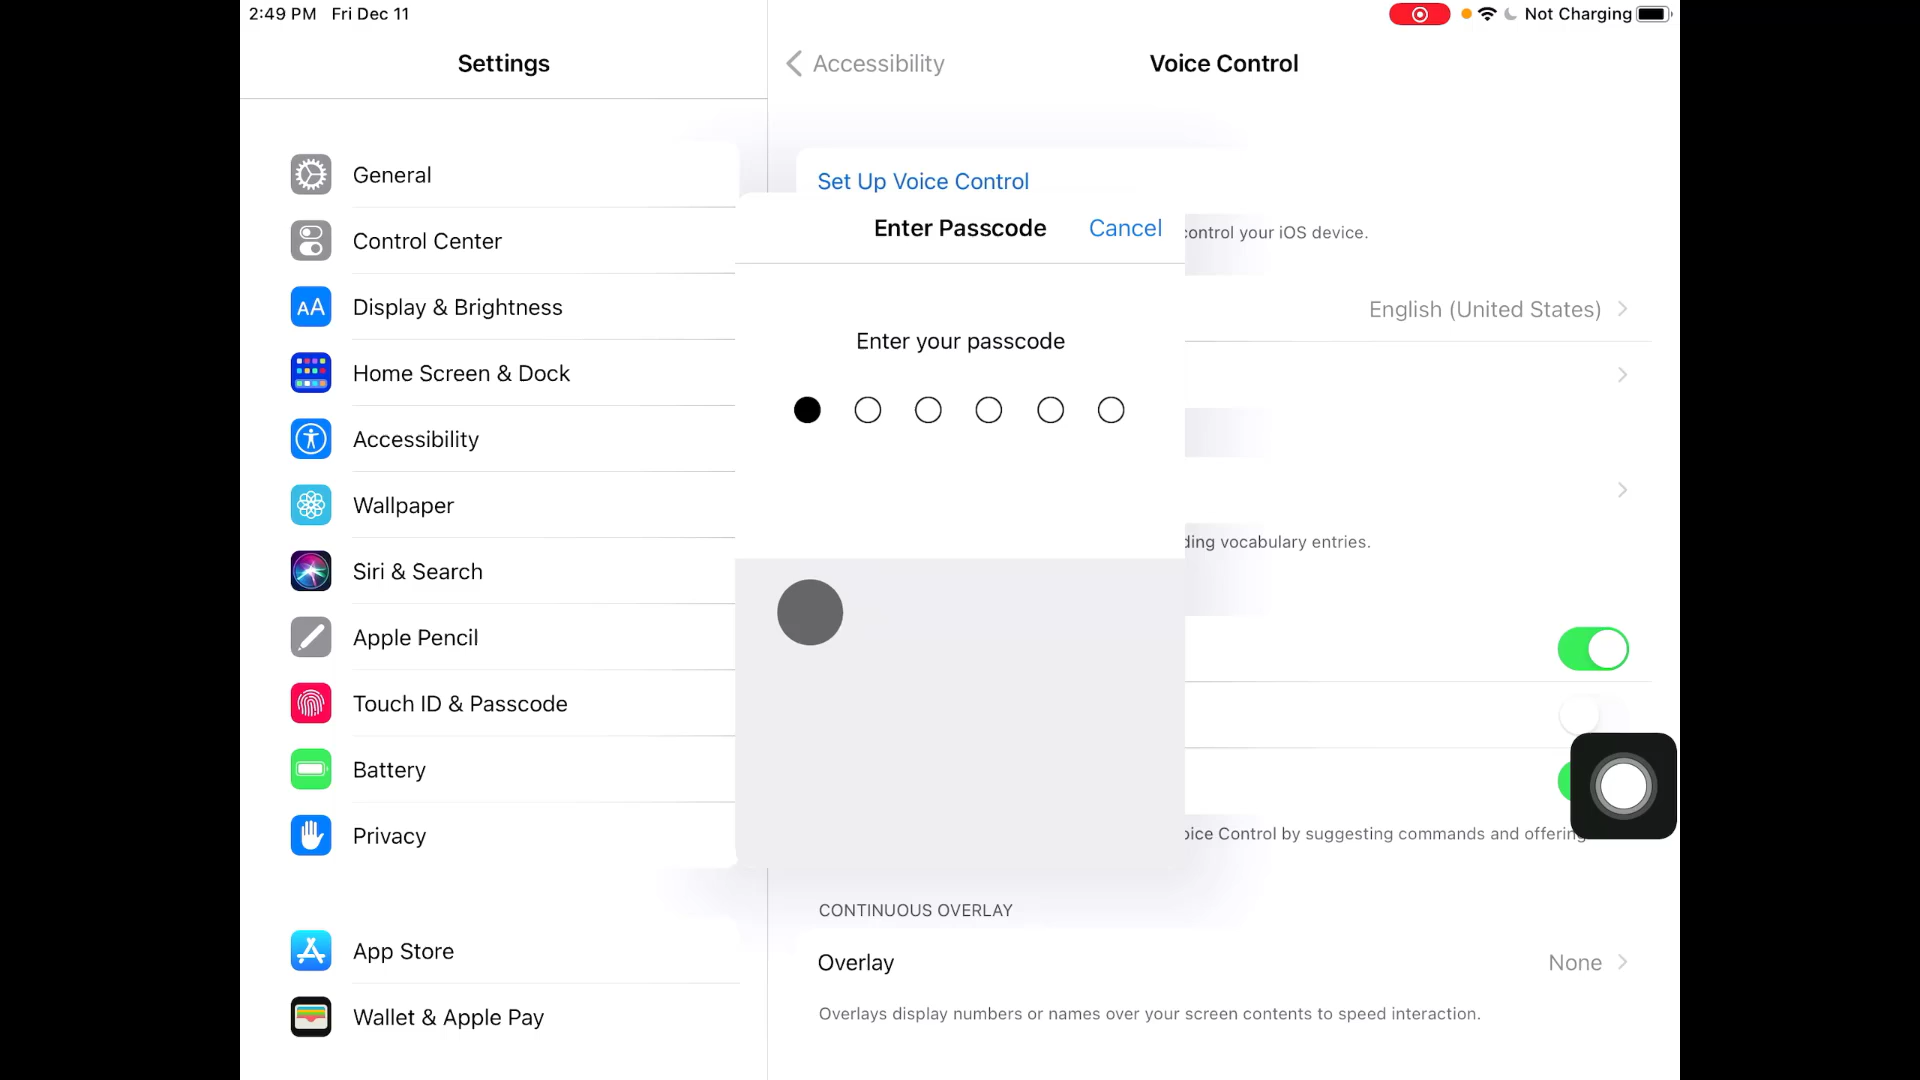 2:49 PM Fri Dec 11
Not Charging
Settings
General
Control Center
Display & Brightness
Home Screen & Dock
Accessibility
Wallpaper
Siri & Search
Apple Pencil
Touch ID & Passcode
Battery
Privacy
App Store
Wallet & Apple Pay
Accessibility
Voice Control
Set Up Voice Control
control your iOS device.
English (United States)
ding vocabulary entries.
oice Control by suggesting commands and offering
CONTINUOUS OVERLAY
Overlay
None
Overlays display numbers or names over your screen contents to speed interaction.
Enter Passcode
Cancel
Enter your passcode